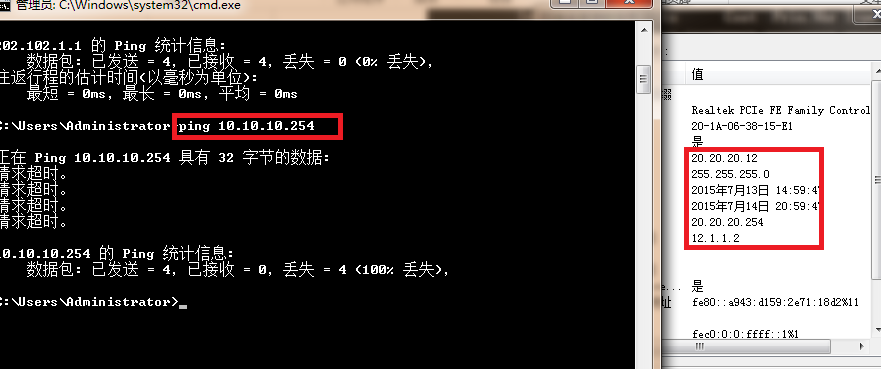 管理员: C:\Windows\system32\cmd.exe
202.102.1.1 的 Ping 统计信息:
数据包: 已发送 = 4, 已接收 = 4, 丢失 = 0 (0% 丢失),
往返行程的估计时间(以毫秒为单位):
最短 = 0ms, 最长 = 0ms, 平均 = 0ms
C:\Users\Administrator>ping 10.10.10.254
正在 Ping 10.10.10.254 具有 32 字节的数据:
请求超时。
请求超时。
请求超时。
请求超时。
10.10.10.254 的 Ping 统计信息:
数据包: 已发送 = 4, 已接收 = 0, 丢失 = 4 (100% 丢失),
C:\Users\Administrator>
值
Realtek PCIe FE Family Control
20-1A-06-38-15-E1
是
20.20.20.12
255.255.255.0
2015年7月13日 14:59:47
2015年7月14日 20:59:47
20.20.20.254
12.1.1.2
是
fe80::a943:d159:2e71:18d2%11
fec0:0:0:ffff::1%1